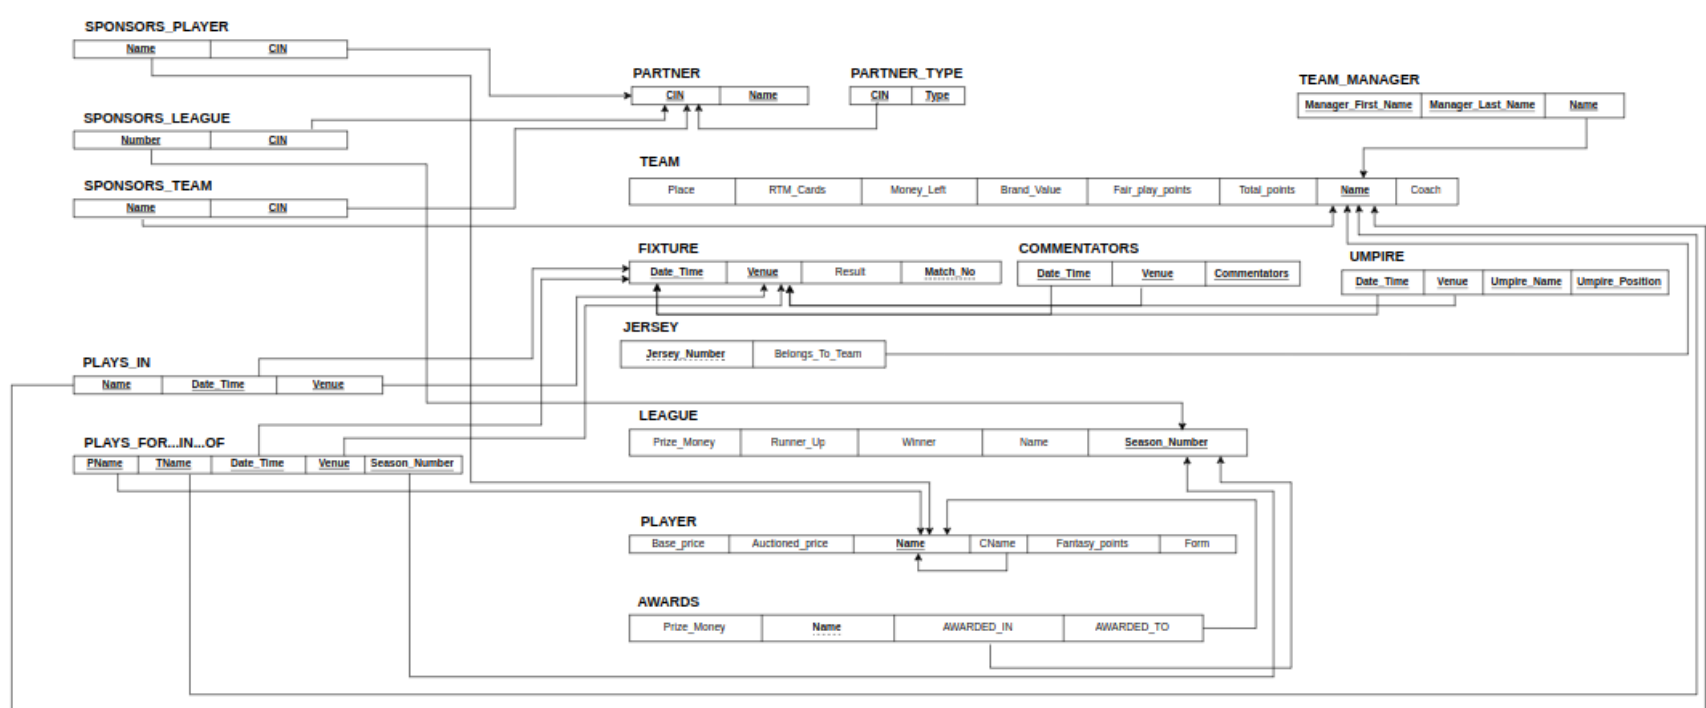 SPONSORS_PLAYER
Name CIN
PARTNER
CIN Name
PARTNER_TYPE
CIN Type
TEAM_MANAGER
Manager_First_Name Manager_Last_Name Name
SPONSORS_LEAGUE
Number CIN
TEAM
Place RTM_Cards Money_Left Brand_Value Fair_play_points Total_points Name Coach
SPONSORS_TEAM
Name CIN
FIXTURE
Date_Time Venue Result Match_No
COMMENTATORS
Date_Time Venue Commentators
UMPIRE
Date_Time Venue Umpire_Name Umpire_Position
JERSEY
Jersey_Number Belongs_To_Team
PLAYS_IN
Name Date_Time Venue
LEAGUE
Prize_Money Runner_Up Winner Name Season_Number
PLAYS_FOR...IN...OF
PName TName Date_Time Venue Season_Number
PLAYER
Base_price Auctioned_price Name CName Fantasy_points Form
AWARDS
Prize_Money Name AWARDED_IN AWARDED_TO